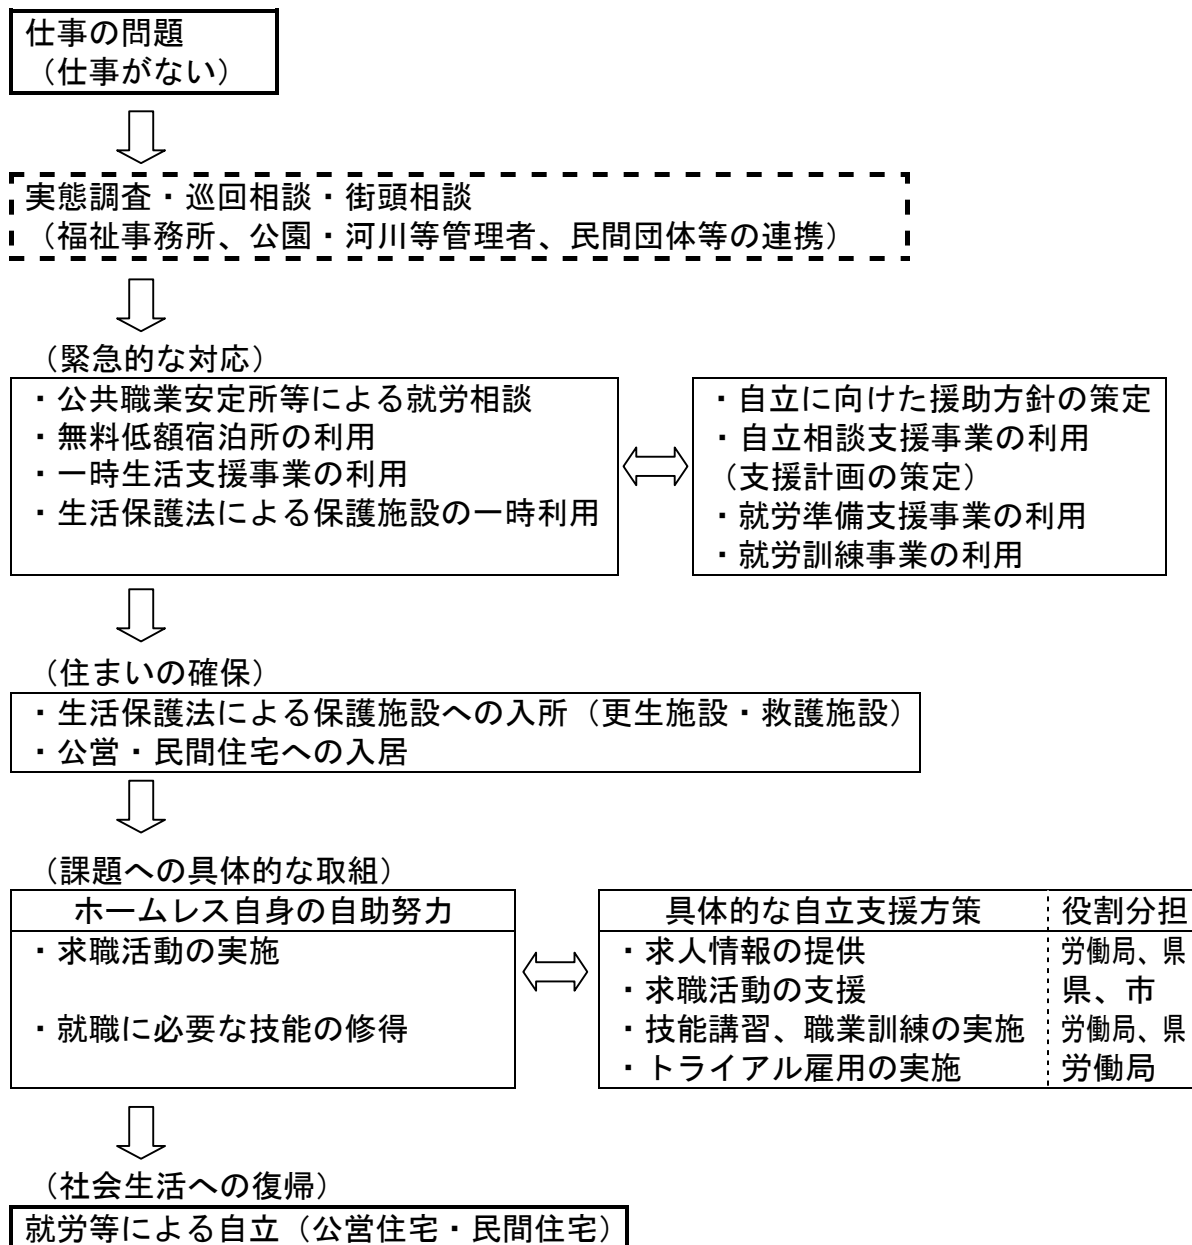 仕事の問題
（仕事がない）
実態調査・巡回相談・街頭相談
（福祉事務所、公園・河川等管理者、民間団体等の連携）
（緊急的な対応）
・公共職業安定所等による就労相談
・無料低額宿泊所の利用
・一時生活支援事業の利用
・生活保護法による保護施設の一時利用
・自立に向けた援助方針の策定
・自立相談支援事業の利用
（支援計画の策定）
・就労準備支援事業の利用
・就労訓練事業の利用
（住まいの確保）
・生活保護法による保護施設への入所（更生施設・救護施設）
・公営・民間住宅への入居
（課題への具体的な取組）
ホームレス自身の自助努力
・求職活動の実施
・就職に必要な技能の修得
具体的な自立支援方策 役割分担
・求人情報の提供 労働局、県
・求職活動の支援 県、市
・技能講習、職業訓練の実施 労働局、県
・トライアル雇用の実施 労働局
（社会生活への復帰）
就労等による自立（公営住宅・民間住宅）